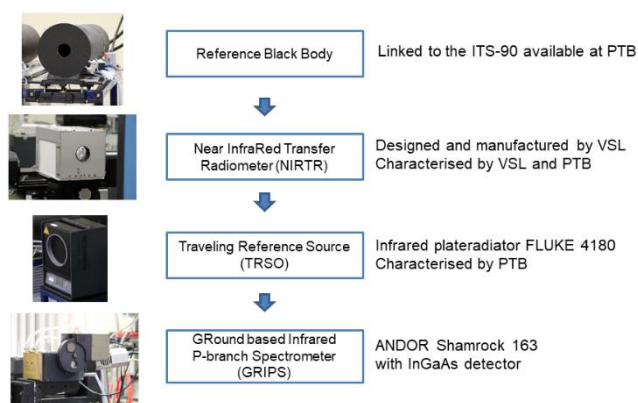 Reference Black Body
Linked to the ITS-90 available at PTB
Near InfraRed Transfer
Radiometer (NIRTR)
Designed and manufactured by VSL
Characterised by VSL and PTB
Traveling Reference Source
(TRSO)
Infrared plateradiator FLUKE 4180
Characterised by PTB
GRound based Infrared
P-branch Spectrometer
(GRIPS)
ANDOR Shamrock 163
with InGaAs detector